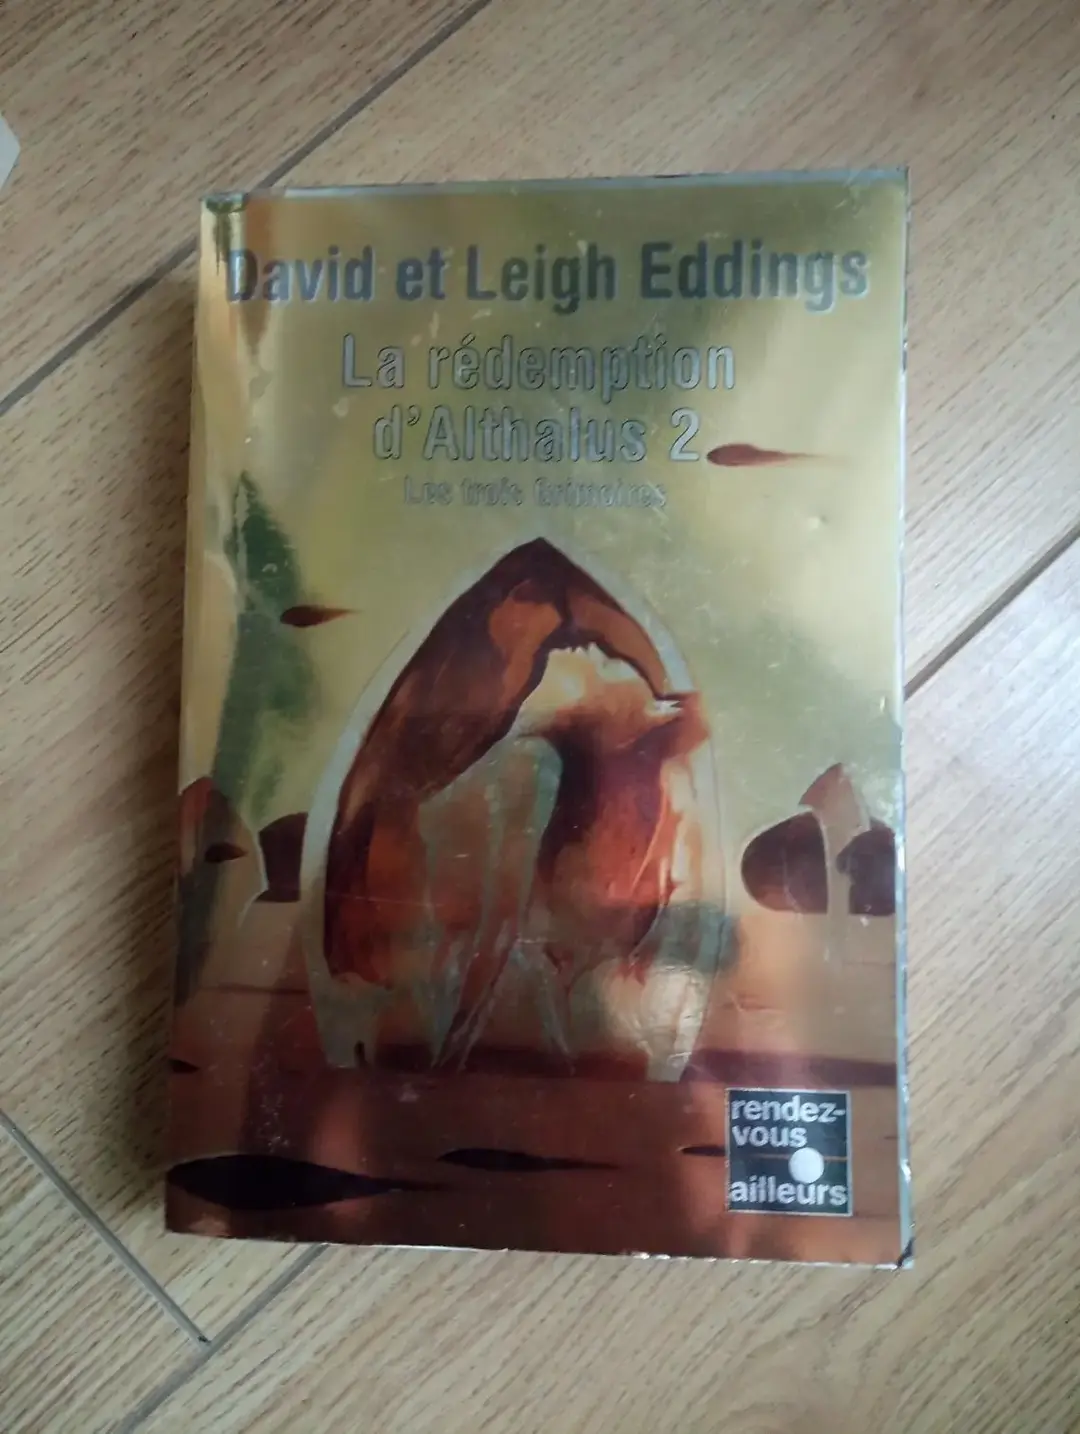 David et Leigh Eddings
La rédemption
d'Althalus 2
Les trois Grimoires
rendez-
vous
ailleurs